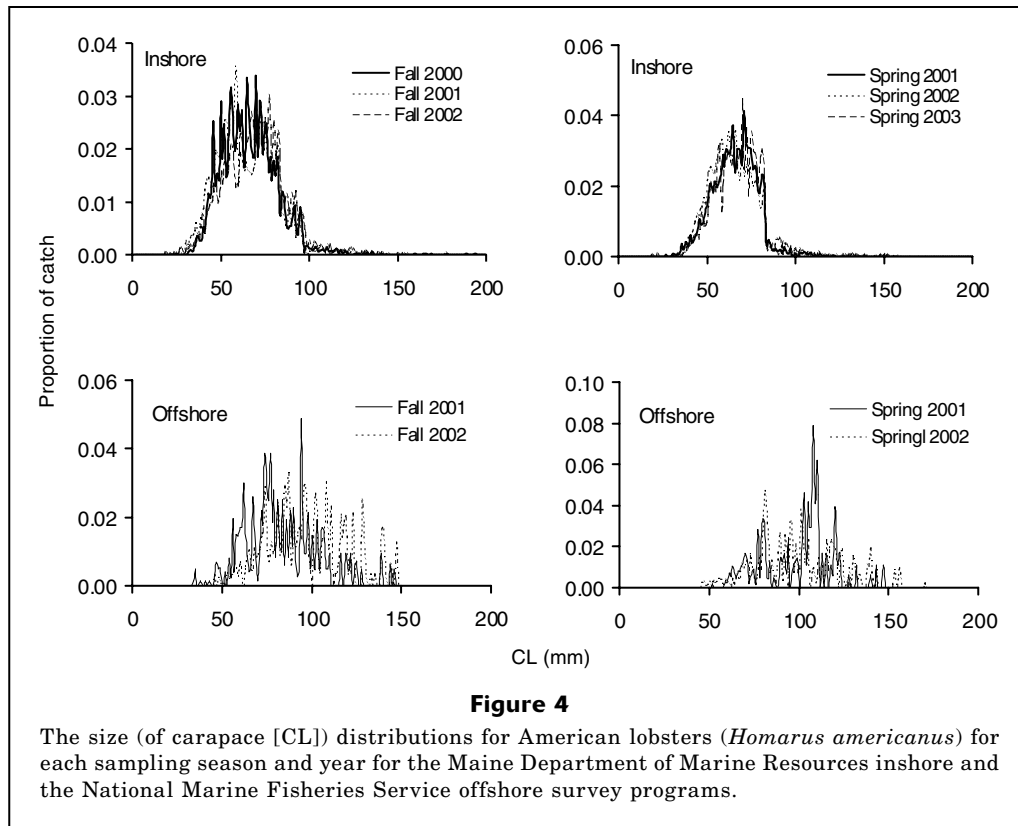 0.04
0.03
0.02
0.01
0.00
Inshore
Fall 2000
Fall 2001
Fall 2002
0 50 100 150 200
0.06
0.04
0.02
0.00
Inshore
Spring 2001
Spring 2002
Spring 2003
0 50 100 150 200
Proportion of catch
0.06
0.04
0.02
0.00
Offshore
Fall 2001
Fall 2002
0 50 100 150 200
0.10
0.08
0.06
0.04
0.02
0.00
Offshore
Spring 2001
Springl 2002
0 50 100 150 200
CL (mm)
Figure 4
The size (of carapace [CL]) distributions for American lobsters (Homarus americanus) for
each sampling season and year for the Maine Department of Marine Resources inshore and
the National Marine Fisheries Service offshore survey programs.